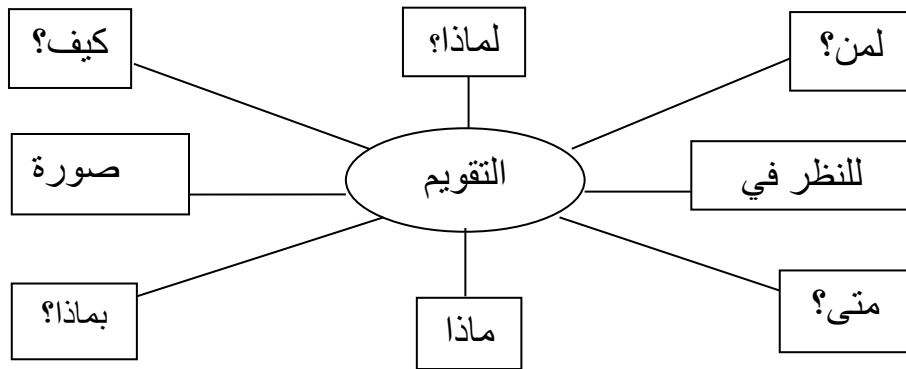 لمن؟
لماذا؟
كيف؟
للنظر في
التقويم
صورة
متى؟
ماذا
بماذا؟